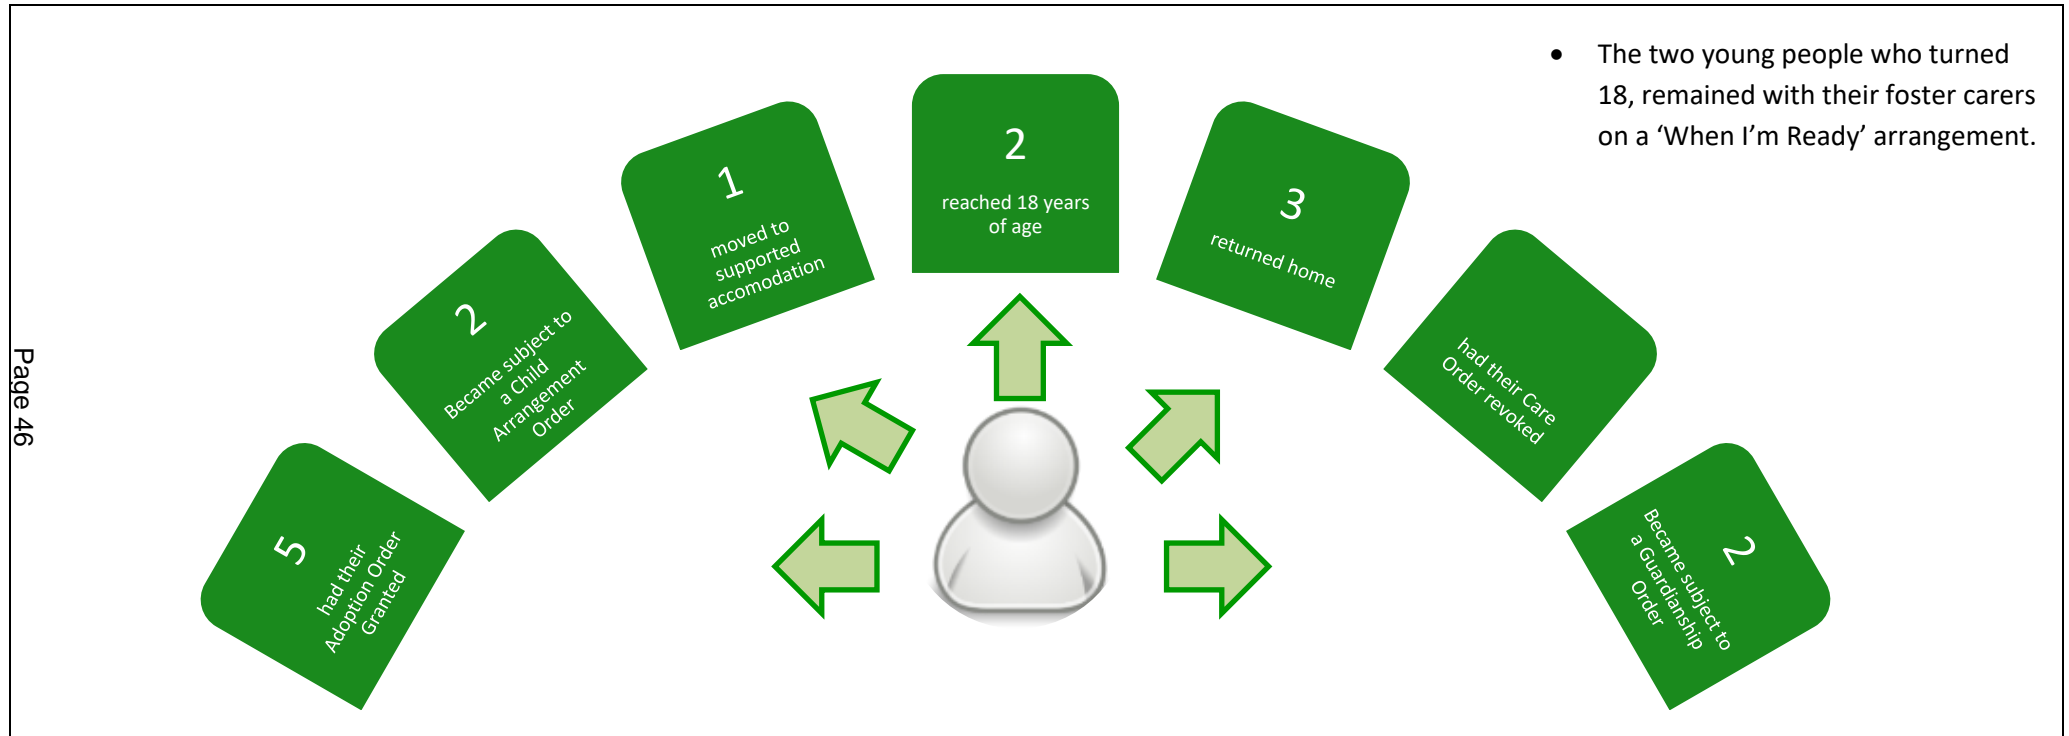 5
had their
Adoption Order
Granted
2
Became subject to
a Child
Arrangement
Order
1
moved to
supported
accomodation
2
reached 18 years
of age
3
returned home
had their Care
Order revoked
2
Became subject to
a Guardianship
Order
• The two young people who turned
18, remained with their foster carers
on a ‘When I’m Ready’ arrangement.
Page 46